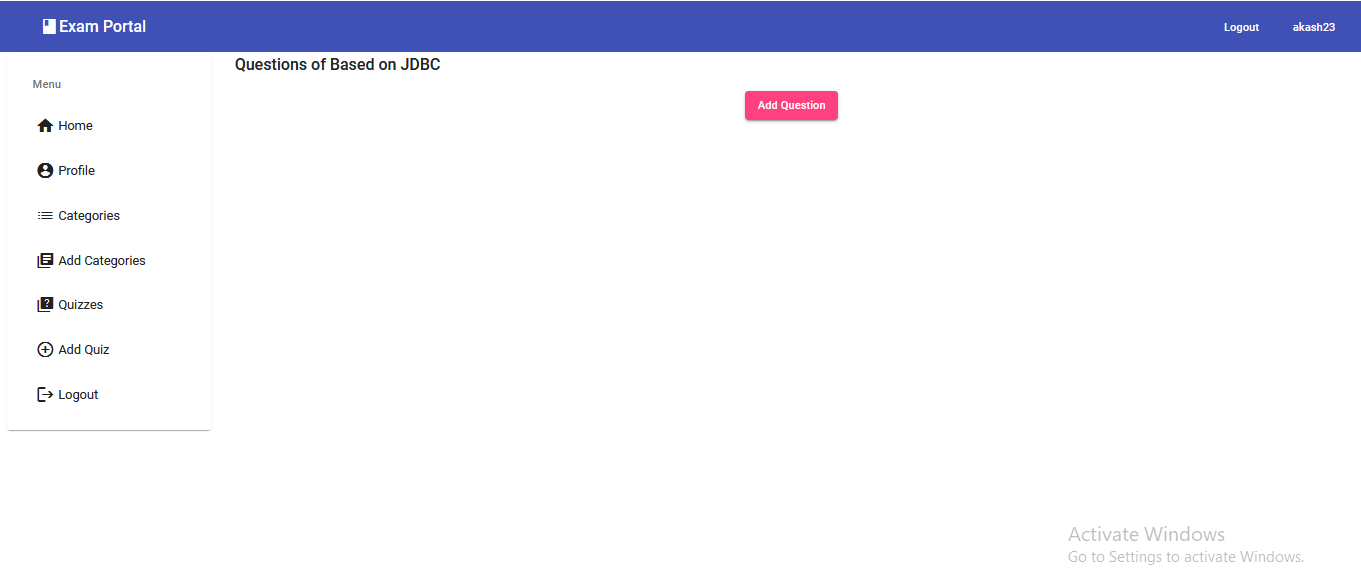 Exam Portal
Logout
akash23
Menu
Home
Profile
Categories
Add Categories
Quizzes
Add Quiz
Logout
Questions of Based on JDBC
Add Question
Activate Windows
Go to Settings to activate Windows.